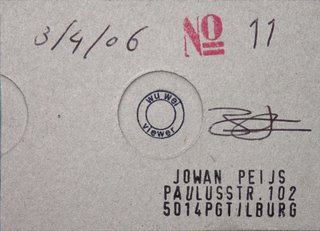 3/4/06 No 11
wu wei
viewer
JOWAN PEIJS
PAULUSSTR.102
5014PGTILBURG